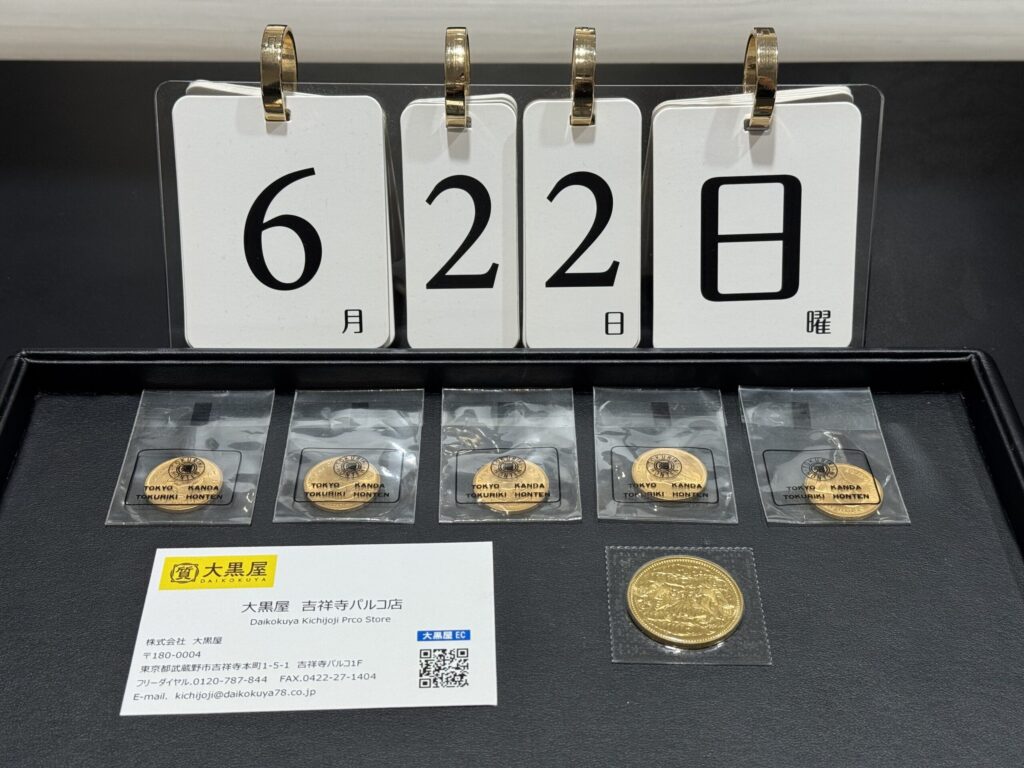 6
月
2
2
日
日
曜
TOKYO KANDA
TOKURIKI HONTEN
TOKYO KANDA
TOKURIKI HONTEN
TOKYO KANDA
TOKURIKI HONTEN
TOKYO KANDA
TOKURIKI HONTEN
TOKYO KANDA
TOKURIKI HONTEN
質 大黒屋
DAIKOKUYA
大黒屋 吉祥寺パルコ店
Daikokuya Kichijoji Prco Store
株式会社 大黒屋
〒180-0004
東京都武蔵野市吉祥寺本町1-5-1 吉祥寺パルコ1F
フリーダイヤル.0120-787-844 FAX.0422-27-1404
E-mail. kichijoji@daikokuya78.co.jp
大黒屋 EC